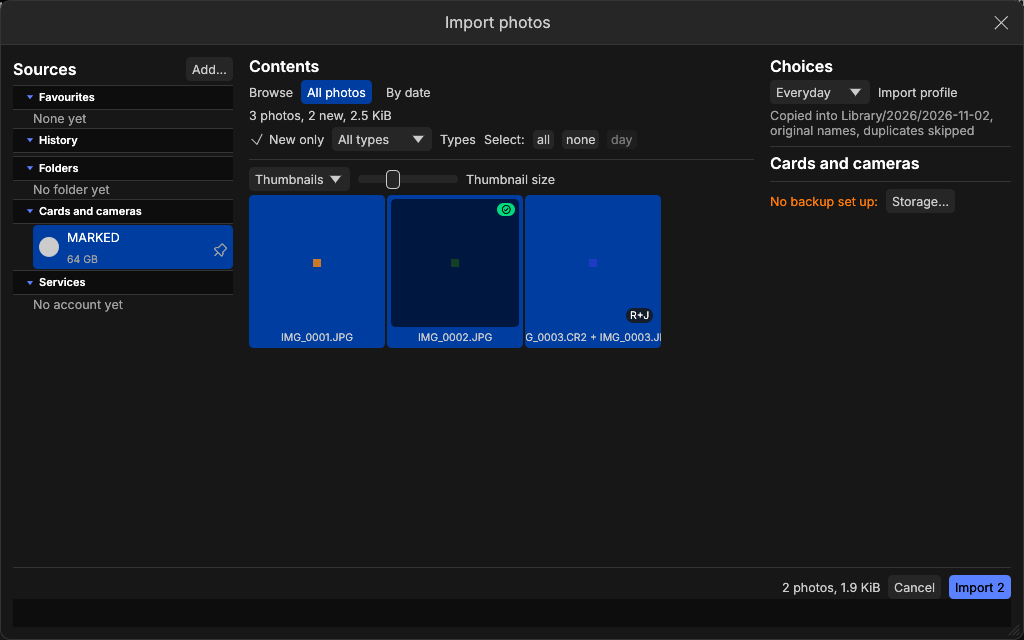 Import photos
Sources
Add...
Favourites
None yet
History
Folders
No folder yet
Cards and cameras
MARKED
64 GB
Services
No account yet
Contents
Browse All photos By date
3 photos, 2 new, 2.5 KiB
New only All types Types Select: all none day
Thumbnails Thumbnail size
R+J
IMG_0001.JPG IMG_0002.JPG G_0003.CR2 + IMG_0003.J
Choices
Everyday Import profile
Copied into Library/2026/2026-11-02,
original names, duplicates skipped
Cards and cameras
No backup set up: Storage...
2 photos, 1.9 KiB Cancel Import 2